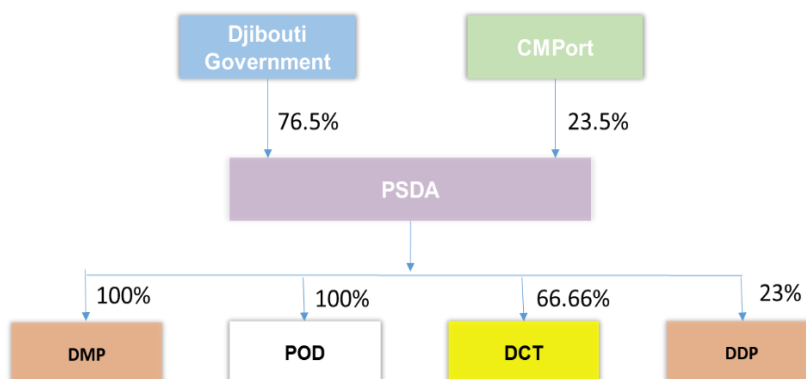 Djibouti
Government
CMPort
76.5%
23.5%
PSDA
100%
100%
66.66%
23%
DMP
POD
DCT
DDP